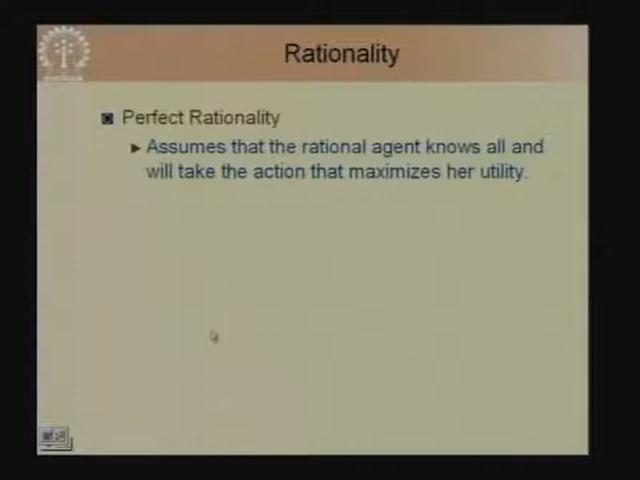 Rationality
Perfect Rationality
Assumes that the rational agent knows all and
will take the action that maximizes her utility.